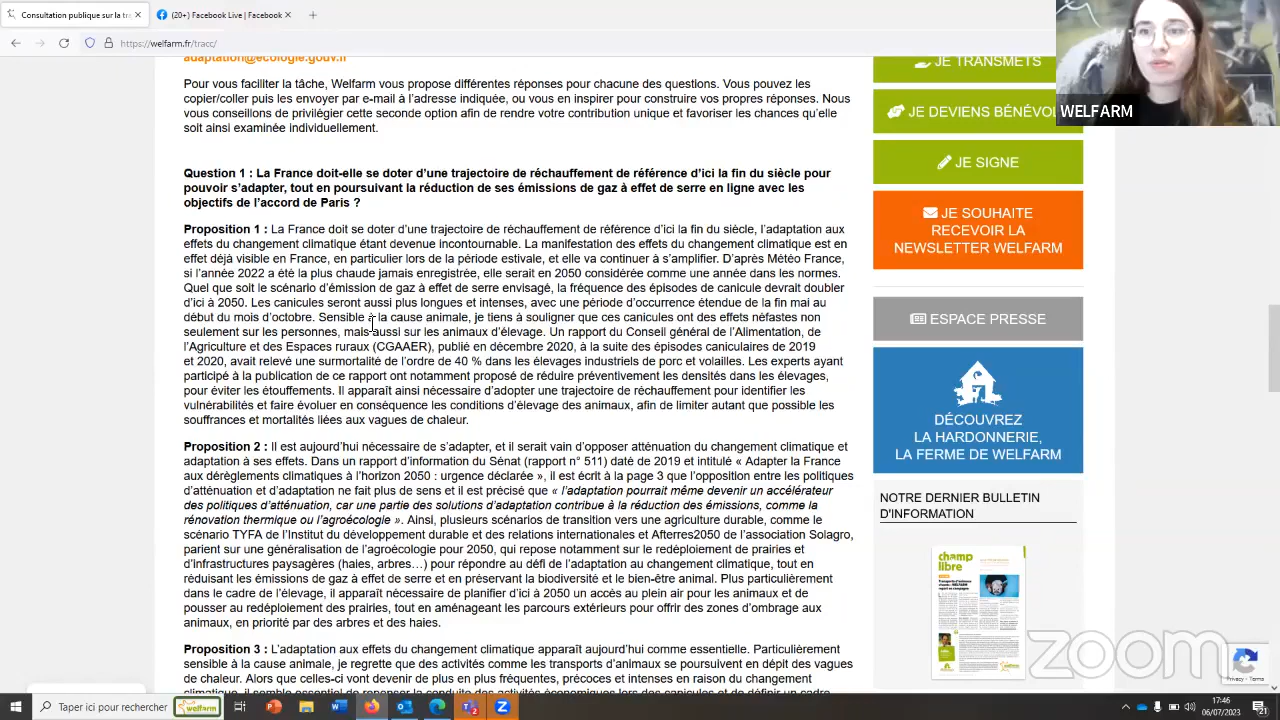 Consultation publique sur la tra
(20+) Facebook Live | Facebook
https://welfarm.fr/tracc/
adaptation@ecologie.gouv.fr
Pour vous faciliter la tâche, Welfarm vous propose différentes réponses pour chacune des questions. Vous pouvez les
copier/coller puis les envoyer par e-mail à l'adresse indiquée, ou vous en inspirer pour construire vos propres réponses. Nous
vous conseillons de privilégier cette seconde option afin de rendre votre contribution unique et favoriser les chances qu'elle
soit ainsi examinée individuellement.
Question 1 : La France doit-elle se doter d'une trajectoire de réchauffement de référence d'ici la fin du siècle pour
pouvoir s'adapter, tout en poursuivant la réduction de ses émissions de gaz à effet de serre en ligne avec les
objectifs de l'accord de Paris ?
Proposition 1 : La France doit se doter d'une trajectoire de rechauffement de référence d'ici la fin du siècle, l'adaptation aux
effets du changement climatique étant devenue incontournable. La manifestation des effets du changement climatique est en
effet déjà visible en France, en particulier lors de la période estivale, et elle va continuer à s'amplifier. D'après Météo France,
si l'année 2022 a été la plus chaude jamais enregistrée, elle serait en 2050 considérée comme une année dans les normes.
Quel que soit le scénario d'émission de gaz à effet de serre envisagé, la fréquence des épisodes de canicule devrait doubler
d'ici à 2050. Les canicules seront aussi plus longues et intenses, avec une période d'occurrence étendue de la fin mai au
début du mois d'octobre. Sensible à la cause animale, je tiens à souligner que ces canicules ont des effets néfastes non
seulement sur les hommes, mais aussi sur les animaux d'élevage. Un rapport du Conseil général de l'Alimentation, de
l'Agriculture et des Espaces ruraux (CGAAER), publié en décembre 2020, à la suite des épisodes caniculaires de 2019
et 2020, avait relevé une surmortalité de l'ordre de 40 % dans les élevages industriels de porc et volailles. Les experts ayant
participé à la publication de ce rapport ont notamment proposé de réduire préventivement les densités dans les élevages,
pour éviter les étouffements. Il apparaît ainsi nécessaire d'adopter une trajectoire de réchauffement pour identifier les
vulnérabilités et faire évoluer en conséquence les conditions d'élevage des animaux, afin de limiter autant que possible les
souffrances et mortalités liées aux vagues de chaleur.
Proposition 2 : Il est aujourd'hui nécessaire de s'adapter, et il serait vain d'opposer atténuation du changement climatique et
adaptation à ses effets. Dans un rapport d'information du Sénat (rapport n° 511) daté de 2019 et intitulé « Adapter la France
aux dérèglements climatiques à l'horizon 2050 : urgence déclarée », il est écrit à la page 3 que l'opposition entre les politiques
d'atténuation et d'adaptation ne fait plus de sens et il est précisé que « l'adaptation pourrait même devenir un accélérateur
des politiques d'atténuation, car une partie des solutions d'adaptation contribue à la réduction des émissions, comme la
rénovation thermique ou l'agroécologie ». Ainsi, plusieurs scénarios de transition vers une agriculture durable, comme le
scénario TYFA de l'Institut du développement durable et des relations internationales et Afterres2050 de l'association Solagro,
parient sur une généralisation de l'agroécologie pour 2050, qui repose notamment sur le redéploiement de prairies et
d'infrastructures paysagères (haies, arbres…) pour répondre au défi de l'adaptation au changement climatique, tout en
réduisant les émissions de gaz à effet de serre et en préservant la biodiversité et le bien-être animal. Plus particulièrement
dans le cadre de l'élevage, il apparaît nécessaire de planifier d'ici 2050 un accès au plein air pour les animaux et de
pousser au redéploiement des prairies, tout en aménageant les parcours extérieurs pour offrir des zones d'ombrage aux
animaux, en priorité par des arbres et des haies.
Proposition 3 : L'adaptation aux effets du changement climatique apparaît aujourd'hui comme essentielle. Particulièrement
sensible à la cause animale, je regrette que des activités comme les transports d'animaux se poursuivent en dépit des vagues
de chaleur. Alors que celles-ci vont devenir de plus en plus fréquentes, précoces et intenses en raison du changement
JE TRANSMETS
JE DEVIENS BÉNÉVOL
JE SIGNE
JE SOUHAITE
RECEVOIR LA
NEWSLETTER WELFARM
ESPACE PRESSE
DÉCOUVREZ
LA HARDONNERIE,
LA FERME DE WELFARM
NOTRE DERNIER BULLETIN
D'INFORMATION
champ
libre
WELFARM
zoom
Privacy - Terms
Taper ici pour rechercher
welfarm
17:46
06/07/2023
21